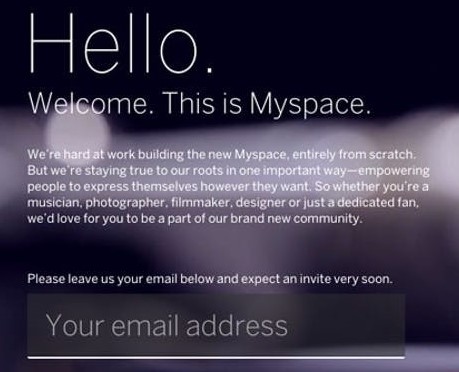 Hello.
Welcome. This is Myspace.
We're hard at work building the new Myspace, entirely from scratch.
But we're staying true to our roots in one important way—empowering
people to express themselves however they want. So whether you're a
musician, photographer, filmmaker, designer or just a dedicated fan,
we'd love for you to be a part of our brand new community.
Please leave us your email below and expect an invite very soon.
Your email address